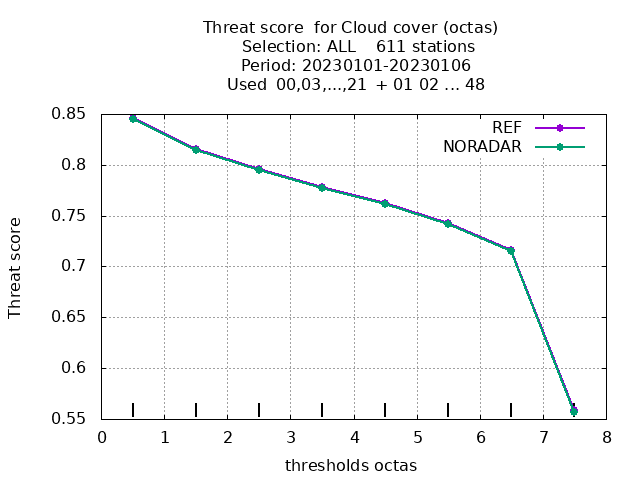 Threat score  for Cloud cover (octas)
Selection: ALL    611 stations
Period: 20230101-20230106
Used  00,03,...,21  + 01 02 ... 48
REF
NORADAR
0.85
0.8
0.75
0.7
0.65
0.6
0.55
Threat score
0 1 2 3 4 5 6 7 8
thresholds octas